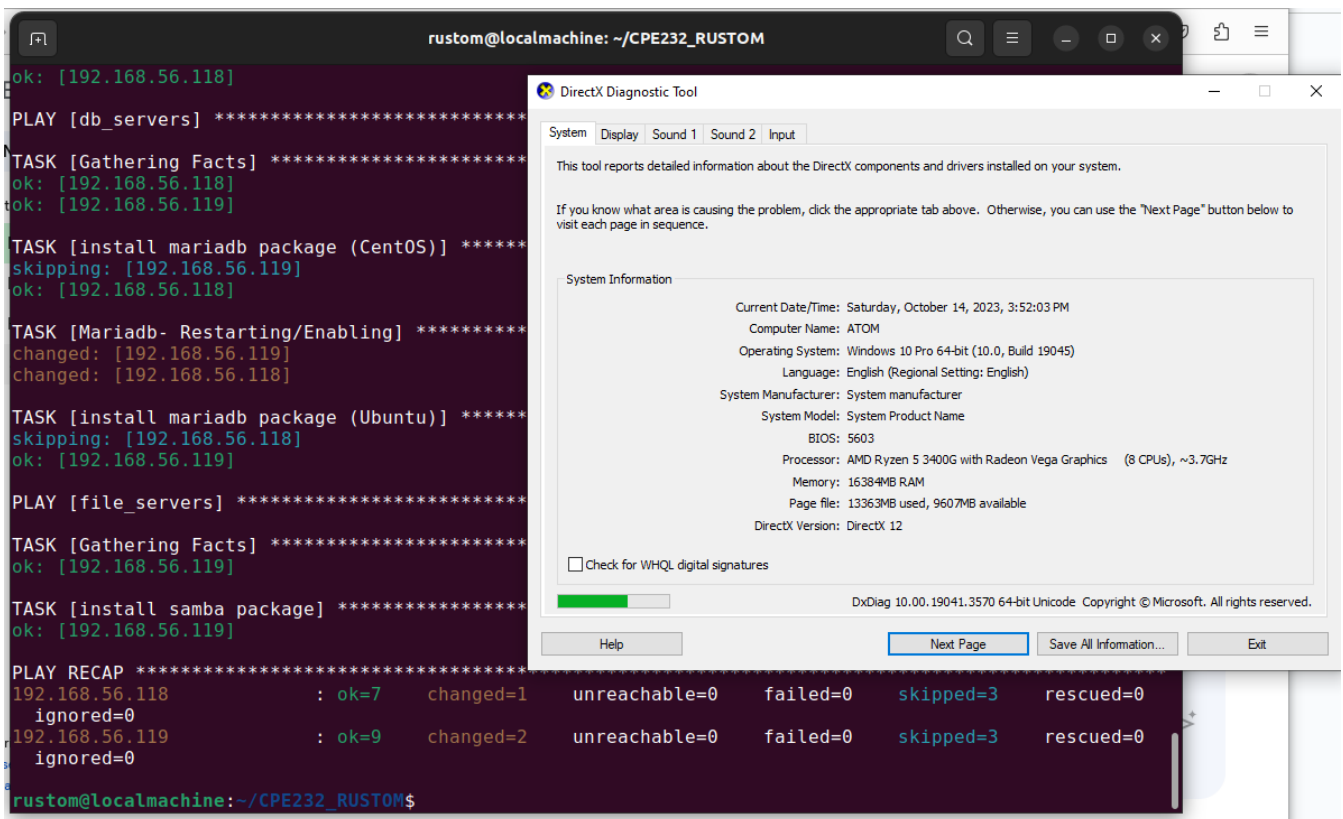 rustom@localmachine: ~/CPE232_RUSTOM
ok: [192.168.56.118]
PLAY [db_servers] ****************************
TASK [Gathering Facts] ***********************
ok: [192.168.56.118]
ok: [192.168.56.119]
TASK [install mariadb package (CentOS)] ******
skipping: [192.168.56.119]
ok: [192.168.56.118]
TASK [Mariadb- Restarting/Enabling] **********
changed: [192.168.56.119]
changed: [192.168.56.118]
TASK [install mariadb package (Ubuntu)] ******
skipping: [192.168.56.118]
ok: [192.168.56.119]
PLAY [file_servers] **************************
TASK [Gathering Facts] ***********************
ok: [192.168.56.119]
TASK [install samba package] *****************
ok: [192.168.56.119]
PLAY RECAP *********************************************************************************************
192.168.56.118 : ok=7 changed=1 unreachable=0 failed=0 skipped=3 rescued=0
ignored=0
192.168.56.119 : ok=9 changed=2 unreachable=0 failed=0 skipped=3 rescued=0
ignored=0
rustom@localmachine:~/CPE232_RUSTOM$
DirectX Diagnostic Tool
System Display Sound 1 Sound 2 Input
This tool reports detailed information about the DirectX components and drivers installed on your system.
If you know what area is causing the problem, click the appropriate tab above. Otherwise, you can use the "Next Page" button below to
visit each page in sequence.
System Information
Current Date/Time: Saturday, October 14, 2023, 3:52:03 PM
Computer Name: ATOM
Operating System: Windows 10 Pro 64-bit (10.0, Build 19045)
Language: English (Regional Setting: English)
System Manufacturer: System manufacturer
System Model: System Product Name
BIOS: 5603
Processor: AMD Ryzen 5 3400G with Radeon Vega Graphics (8 CPUs), ~3.7GHz
Memory: 16384MB RAM
Page file: 13363MB used, 9607MB available
DirectX Version: DirectX 12
Check for WHQL digital signatures
DxDiag 10.00.19041.3570 64-bit Unicode Copyright © Microsoft. All rights reserved.
Help Next Page Save All Information... Exit